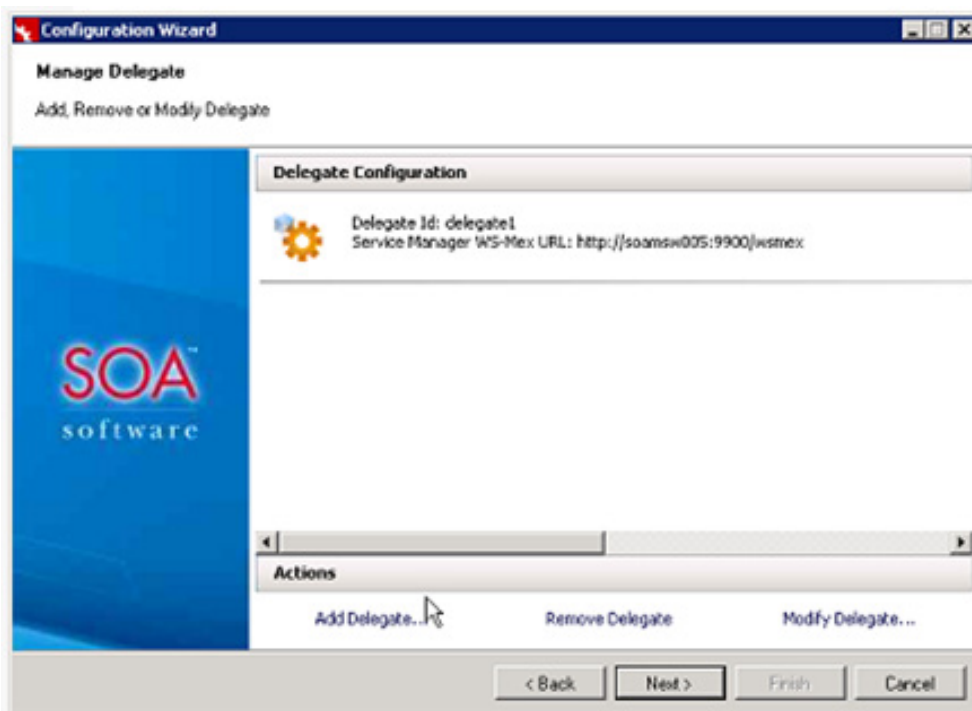 Configuration Wizard
Manage Delegate
Add, Remove or Modify Delegate
Delegate Configuration
Delegate Id: delegate1
Service Manager WS-Mex URL: http://soamsw005:9900/wsmex
SOA™
software
Actions
Add Delegate... Remove Delegate Modify Delegate...
< Back Next > Finish Cancel